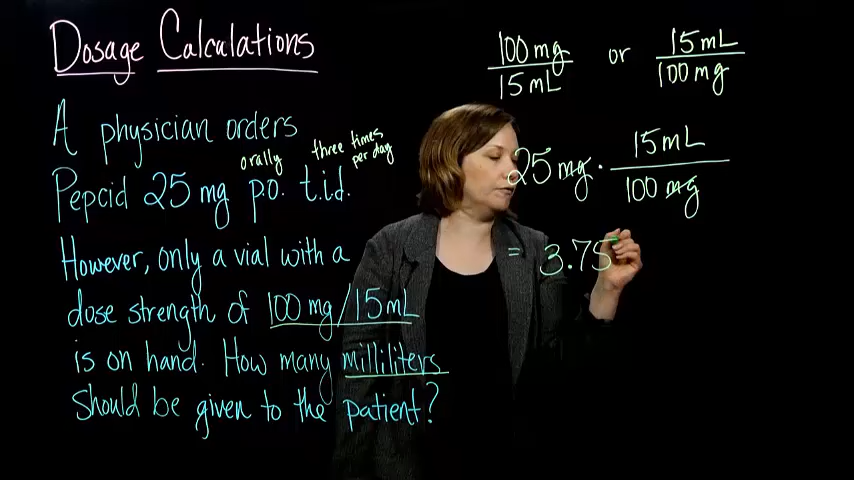 Dosage Calculations
A physician orders
orally three times per day
Pepcid 25 mg p.o. t.i.d.
However, only a vial with a
dose strength of 100 mg/15mL
is on hand. How many milliliters
should be given to the patient?
100 mg
15 mL
or
15 mL
100 mg
25 mg · 15 mL
100 mg
= 3.75